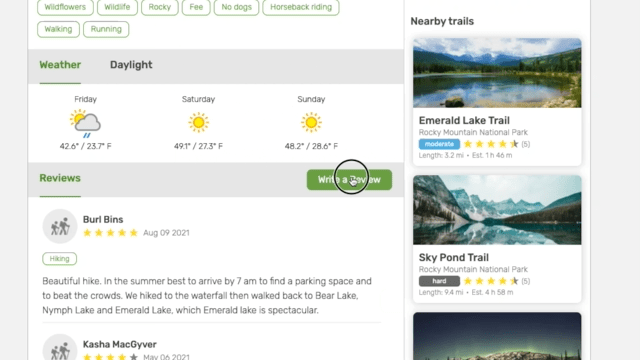 Wildflowers Wildlife Rocky Fee No dogs Horseback riding
Walking Running
Weather Daylight
Friday Saturday Sunday
42.6° / 23.7° F 49.1° / 27.3° F 48.2° / 28.6° F
Reviews Write a Review
Burl Bins
Aug 09 2021
Hiking
Beautiful hike. In the summer best to arrive by 7 am to find a parking space and
to beat the crowds. We hiked to the waterfall then walked back to Bear Lake,
Nymph Lake and Emerald Lake, which Emerald lake is spectacular.
Kasha MacGyver
May 06 2021
Nearby trails
Emerald Lake Trail
Rocky Mountain National Park
moderate (5)
Length: 3.2 mi • Est. 1 h 46 m
Sky Pond Trail
Rocky Mountain National Park
hard (5)
Length: 9.4 mi • Est. 4 h 58 m